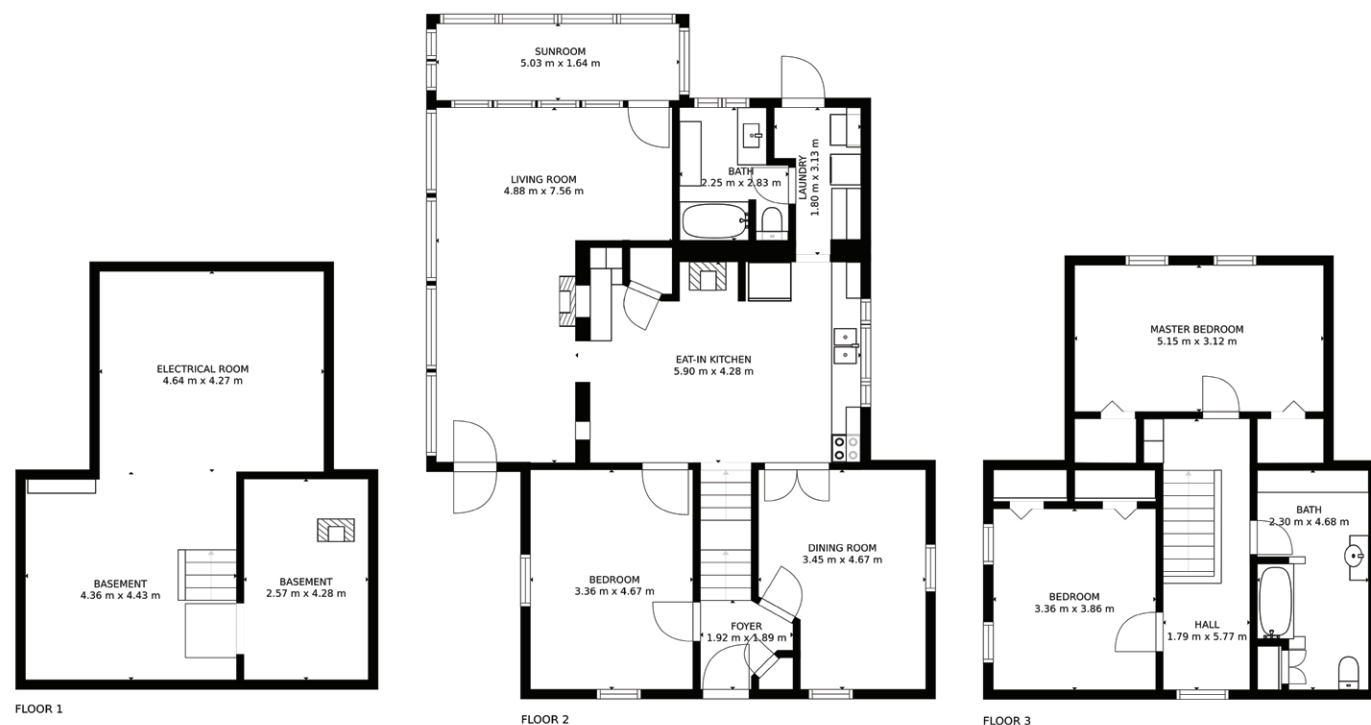 ELECTRICAL ROOM
4.64 m x 4.27 m
BASEMENT
4.36 m x 4.43 m
BASEMENT
2.57 m x 4.28 m
FLOOR 1
SUNROOM
5.03 m x 1.64 m
LIVING ROOM
4.88 m x 7.56 m
BATH
2.25 m x 2.83 m
LAUNDRY
1.80 m x 3.13 m
EAT-IN KITCHEN
5.90 m x 4.28 m
BEDROOM
3.36 m x 4.67 m
DINING ROOM
3.45 m x 4.67 m
FOYER
1.92 m x 1.89 m
FLOOR 2
MASTER BEDROOM
5.15 m x 3.12 m
BATH
2.30 m x 4.68 m
BEDROOM
3.36 m x 3.86 m
HALL
1.79 m x 5.77 m
FLOOR 3